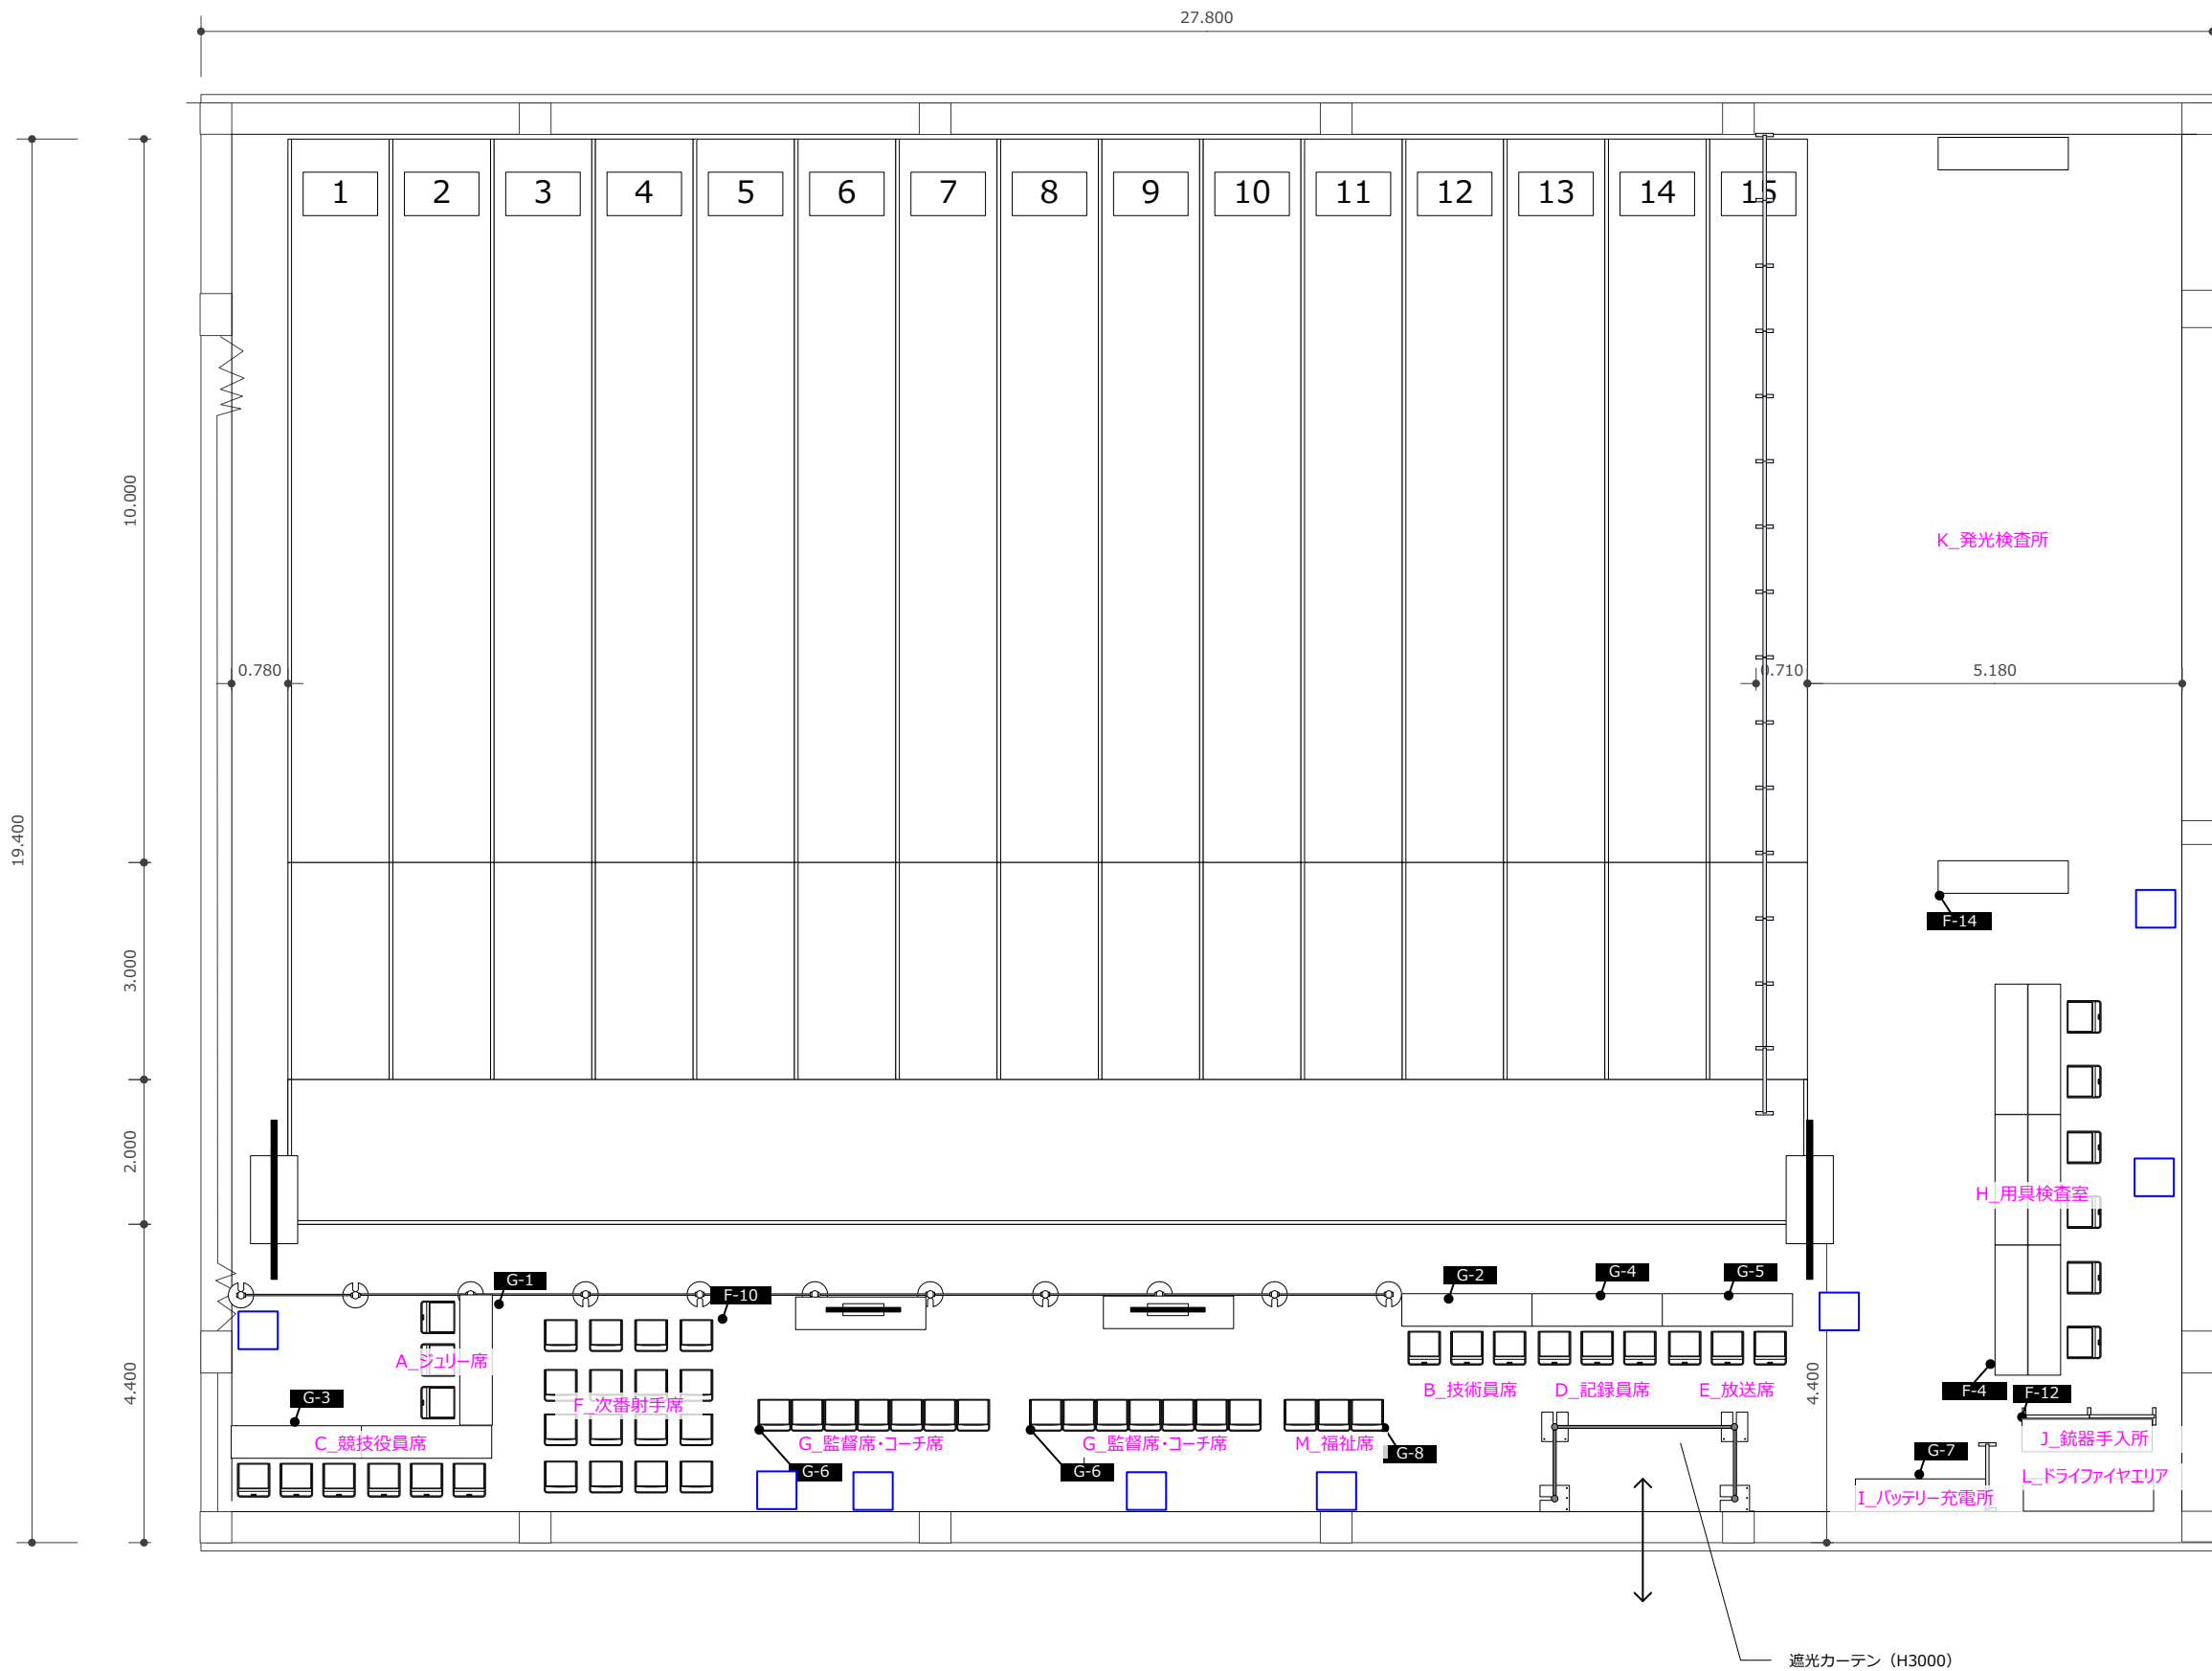 27.800
1 2 3 4 5 6 7 8 9 10 11 12 13 14 15
10.000
K_発光検査所
0.780
0.710
5.180
19.400
F-14
3.000
2.000
H_用具検査室
G-1
F-10
G-2
G-4
G-5
A_ジュリー席
4.400
4.400
B_技術員席
D_記録員席
E_放送席
F-4
F-12
G-3
F_次番射手席
C_競技役員席
G_監督席・コーチ席
G_監督席・コーチ席
M_福祉席
G-8
J_銃器手入所
G-7
G-6
G-6
L_ドライファイヤエリア
I_バッテリー充電所
遮光カーテン（H3000）